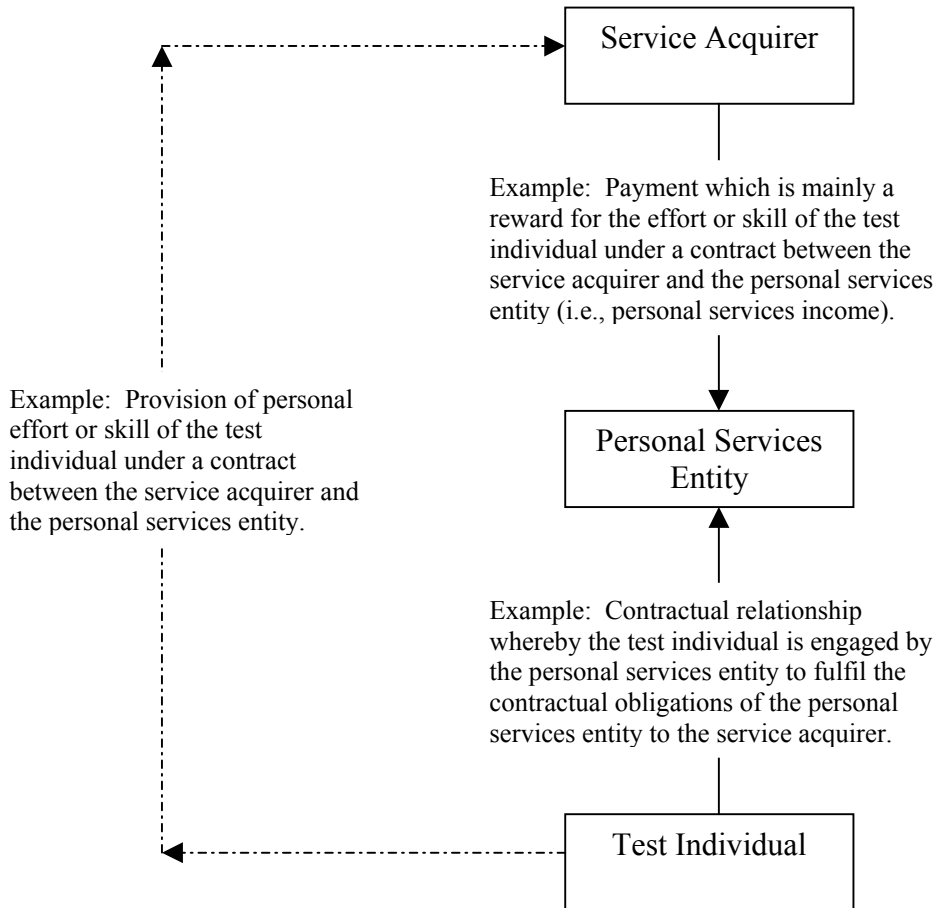 Service Acquirer
Example:  Payment which is mainly a
reward for the effort or skill of the test
individual under a contract between the
service acquirer and the personal services
entity (i.e., personal services income).
Example:  Provision of personal
effort or skill of the test
individual under a contract
between the service acquirer and
the personal services entity.
Personal Services
Entity
Example:  Contractual relationship
whereby the test individual is engaged by
the personal services entity to fulfil the
contractual obligations of the personal
services entity to the service acquirer.
Test Individual